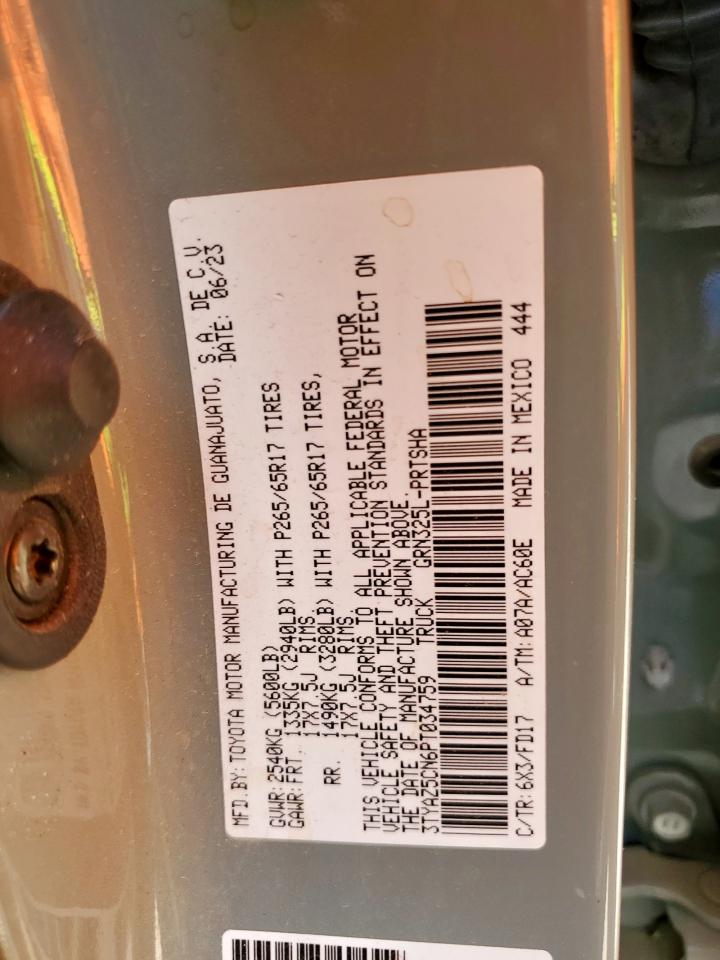 MFD. BY: TOYOTA MOTOR MANUFACTURING DE GUANAJUATO, S.A. DE C.V.
DATE: 06/23
GVWR: 2540KG (5600LB)
GAWR: FRT. 1335KG (2940LB) WITH P265/65R17 TIRES
17X7.5J RIMS.
RR. 1490KG (3280LB) WITH P265/65R17 TIRES,
17X7.5J RIMS.
THIS VEHICLE CONFORMS TO ALL APPLICABLE FEDERAL MOTOR
VEHICLE SAFETY AND THEFT PREVENTION STANDARDS IN EFFECT ON
THE DATE OF MANUFACTURE SHOWN ABOVE.
3TYAZ5CN6PT034759 TRUCK GRN325L-PRTSHA
C/TR: 6X3/FD17 A/TM: A07A/AC60E MADE IN MEXICO 444